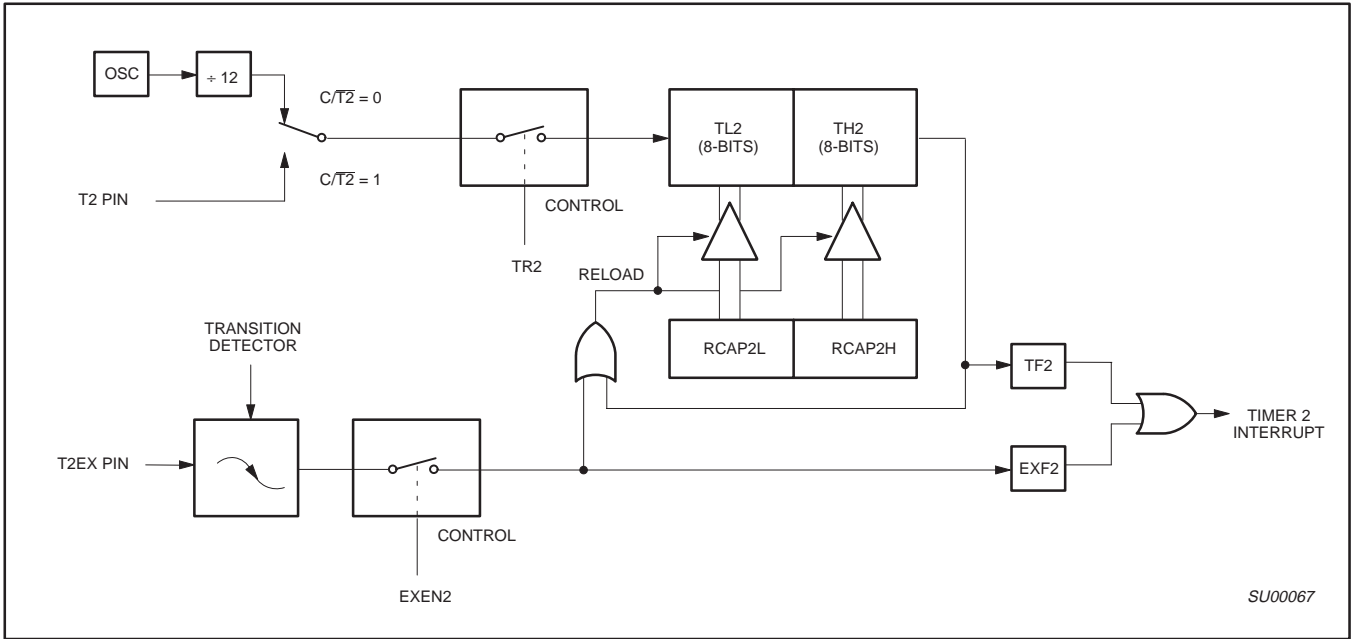 OSC
÷ 12
C/T2̅ = 0
C/T2̅ = 1
T2 PIN
CONTROL
TR2
TL2
(8-BITS)
TH2
(8-BITS)
RELOAD
RCAP2L
RCAP2H
TRANSITION
DETECTOR
T2EX PIN
CONTROL
EXEN2
TF2
EXF2
TIMER 2
INTERRUPT
SU00067